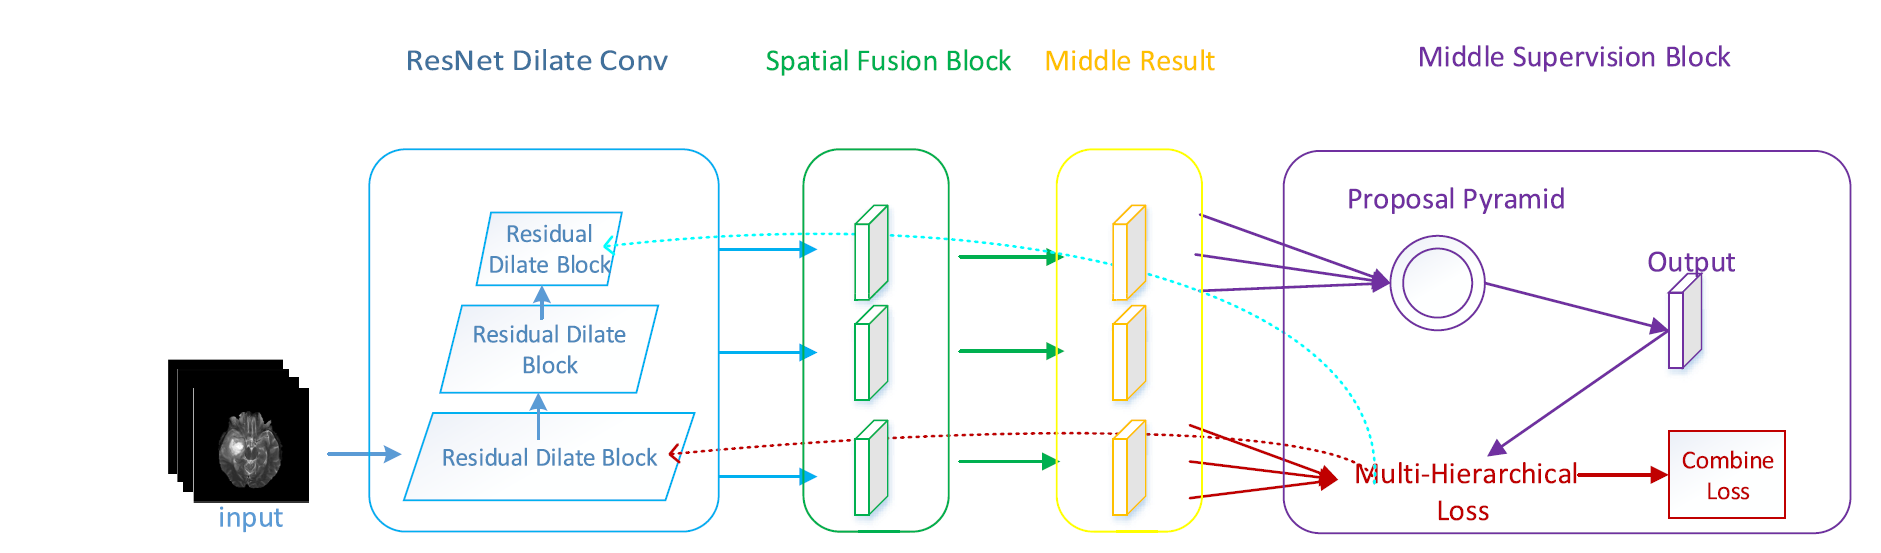 ResNet Dilate Conv
Spatial Fusion Block
Middle Result
Middle Supervision Block
Residual
Dilate Block
Residual Dilate
Block
Residual Dilate Block
input
Proposal Pyramid
Output
Multi-Hierarchical
Loss
Combine
Loss